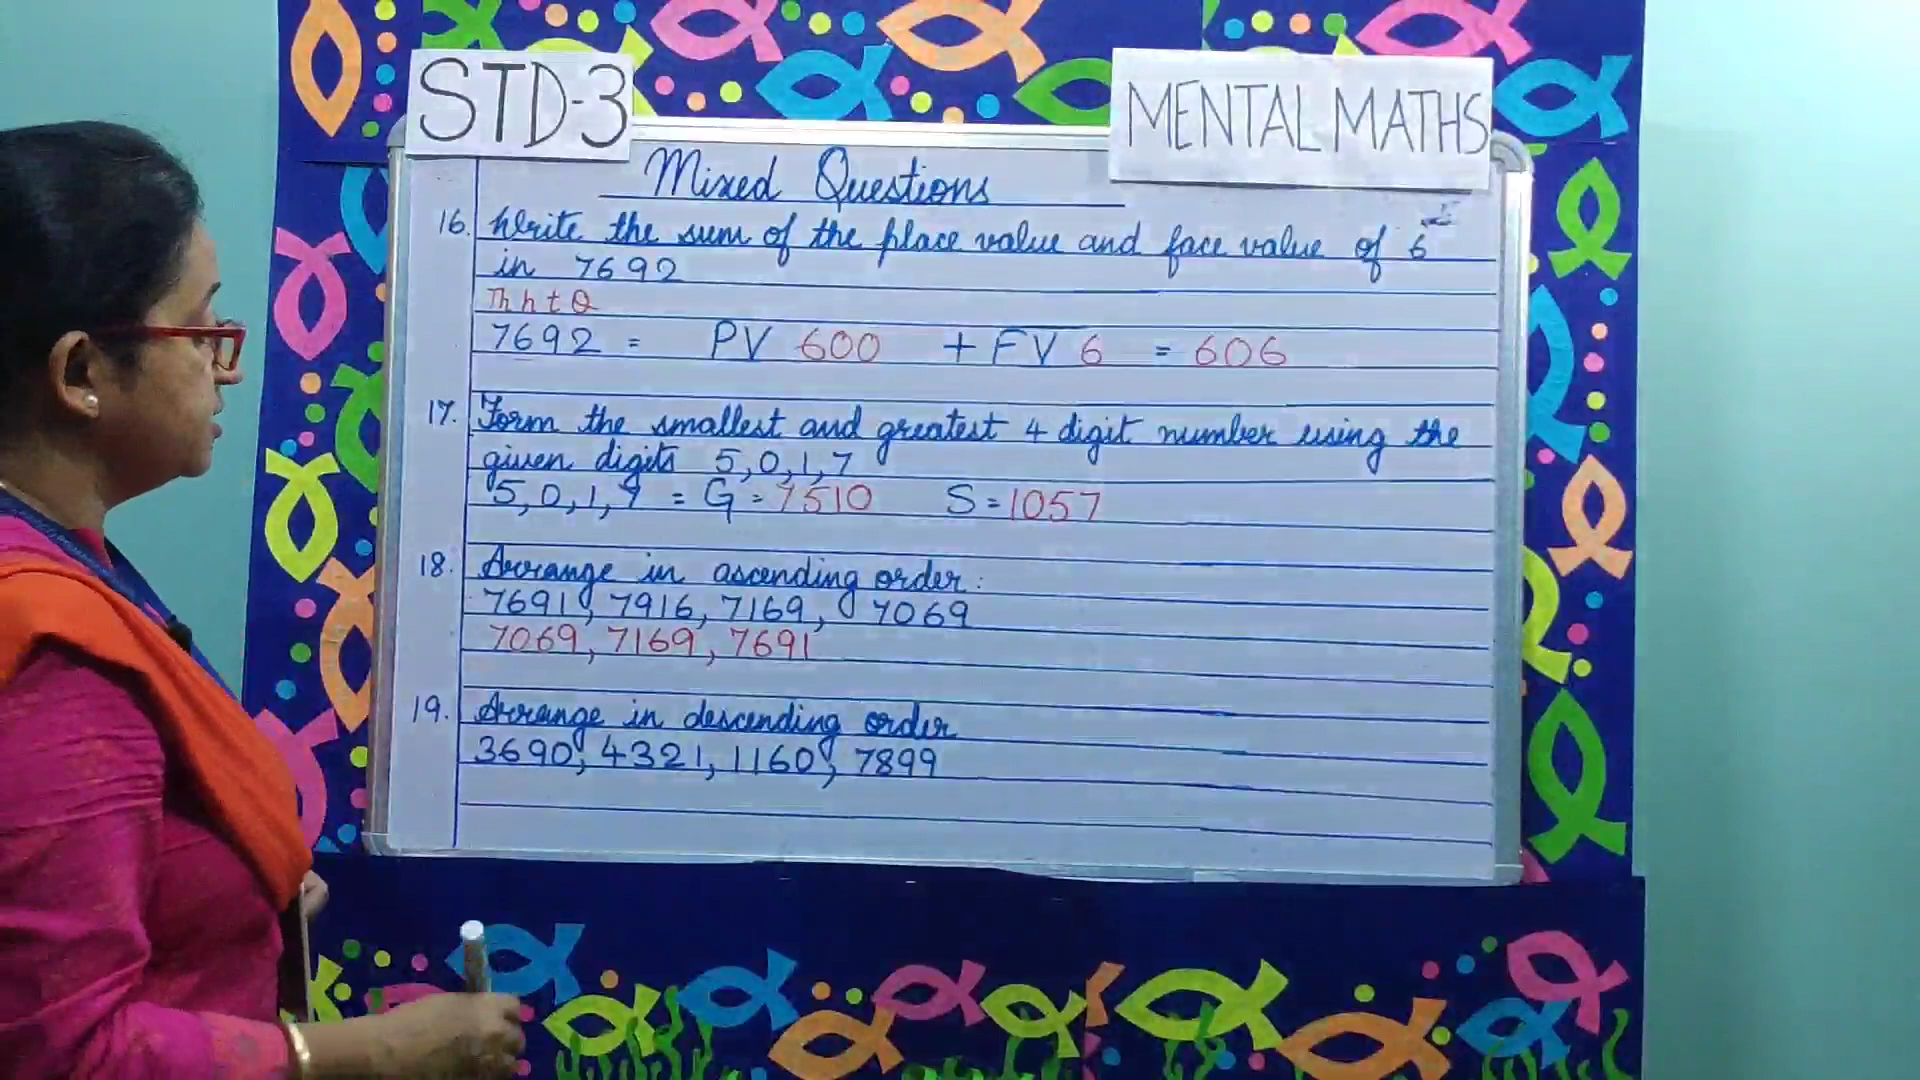 STD-3
MENTAL MATHS
Mixed Questions
16. Write the sum of the place value and face value of 6
in 7692
Th h t O
7692 = PV 600 + FV 6 = 606
17. Form the smallest and greatest 4 digit number using the
given digits 5,0,1,7
5,0,1,7 = G = 7510 S = 1057
18. Arrange in ascending order:
7691, 7916, 7169, 7069
7069, 7169, 7691
19. Arrange in descending order
3690, 4321, 1160, 7899